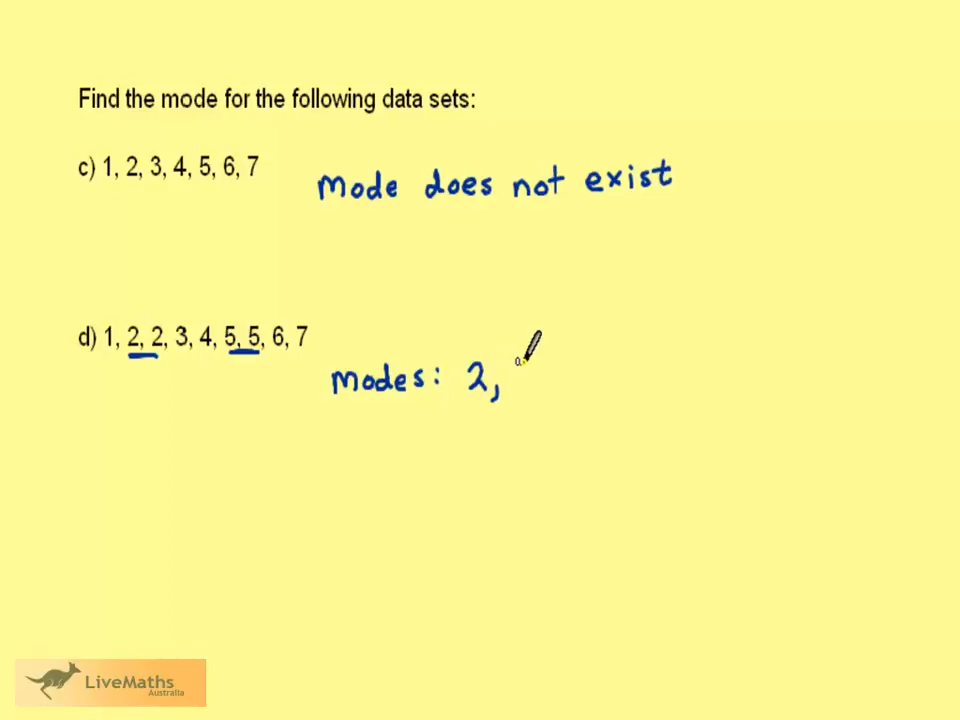 Find the mode for the following data sets:
c) 1, 2, 3, 4, 5, 6, 7
Mode does not exist
d) 1, 2, 2, 3, 4, 5, 5, 6, 7
Modes: 2,
LiveMaths
Australia